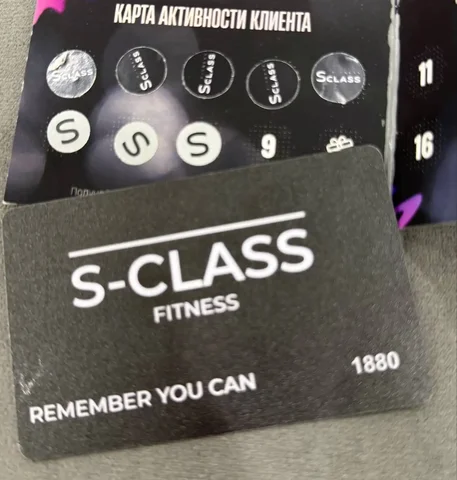 КАРТА АКТИВНОСТИ КЛИЕНТА
SCLASS SCLASS SCLASS SCLASS SCLASS 11
S S S 9 16
S-CLASS
FITNESS
1880
REMEMBER YOU CAN